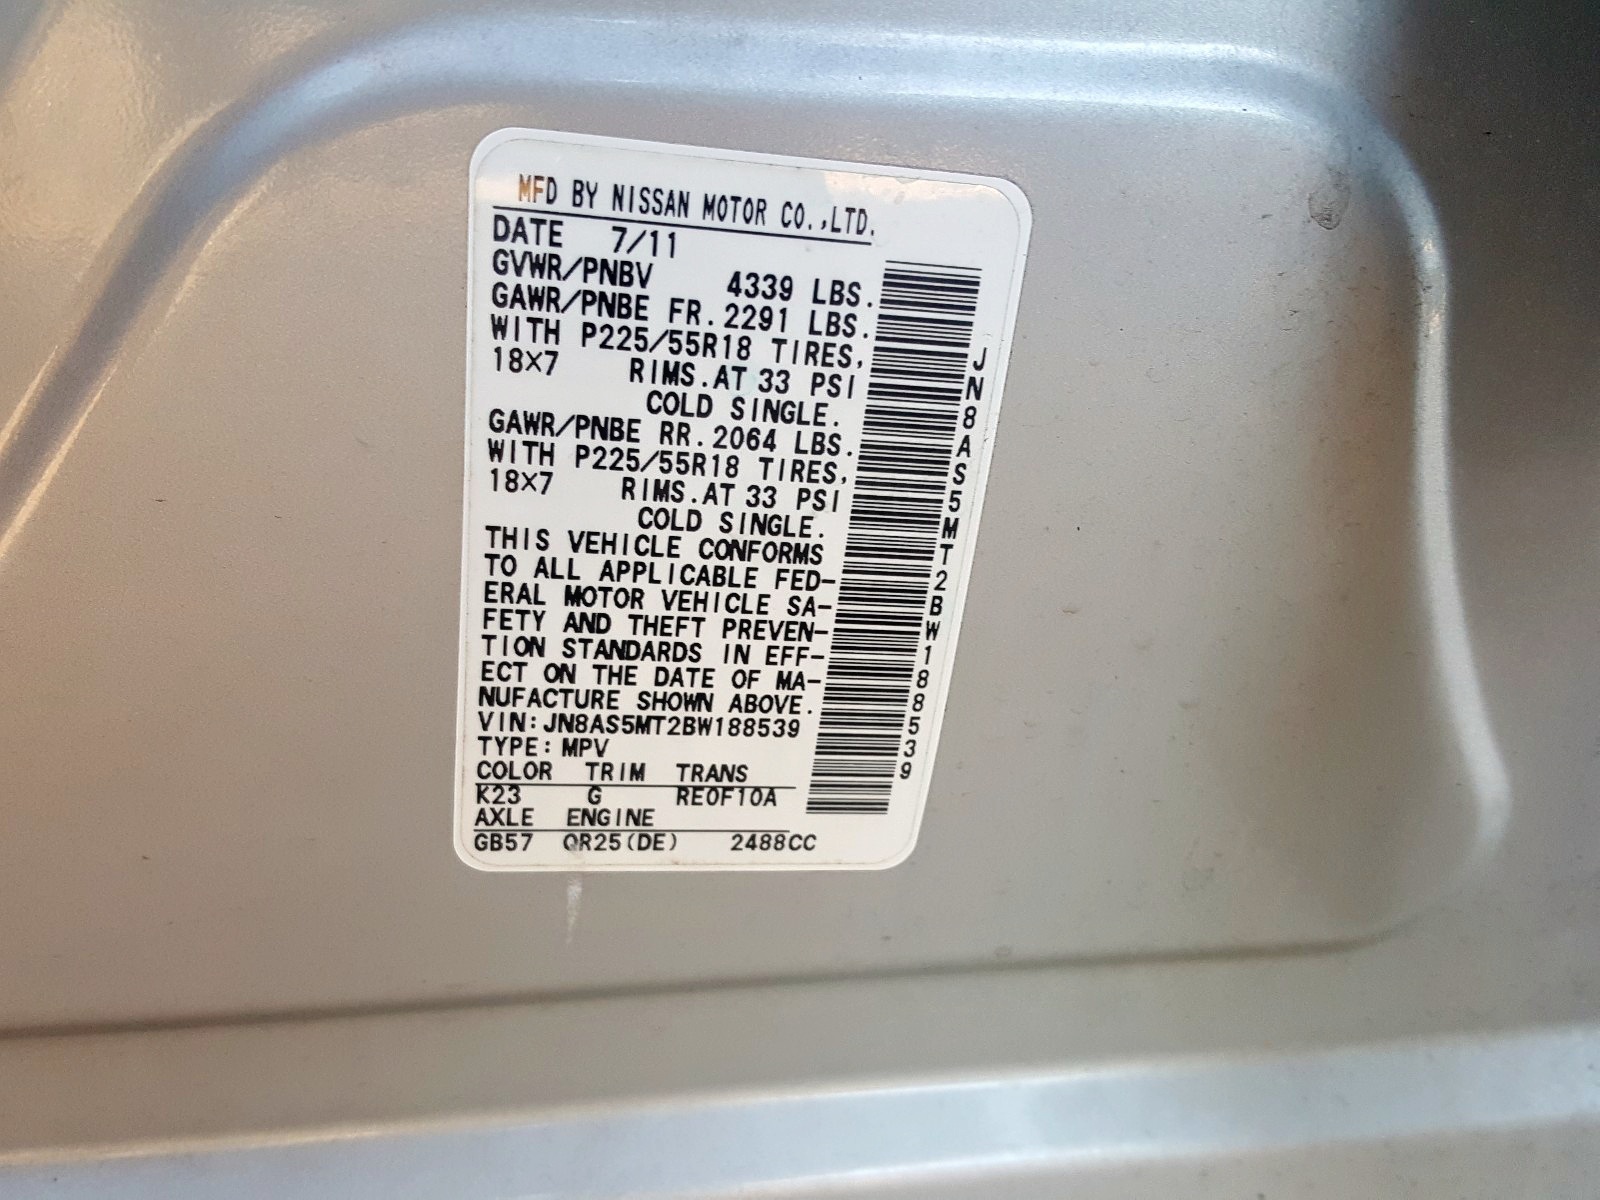 MFD BY NISSAN MOTOR CO.,LTD.
DATE 7/11
GVWR/PNBV 4339 LBS.
GAWR/PNBE FR.2291 LBS.
WITH P225/55R18 TIRES,
18X7 RIMS.AT 33 PSI
COLD SINGLE.
GAWR/PNBE RR.2064 LBS.
WITH P225/55R18 TIRES,
18X7 RIMS.AT 33 PSI
COLD SINGLE.
THIS VEHICLE CONFORMS
TO ALL APPLICABLE FED-
ERAL MOTOR VEHICLE SA-
FETY AND THEFT PREVEN-
TION STANDARDS IN EFF-
ECT ON THE DATE OF MA-
NUFACTURE SHOWN ABOVE.
VIN:JN8AS5MT2BW188539
TYPE:MPV
COLOR TRIM TRANS
K23 G RE0F10A
AXLE ENGINE
GB57 QR25(DE) 2488CC
JN8AS5MT2BW188539